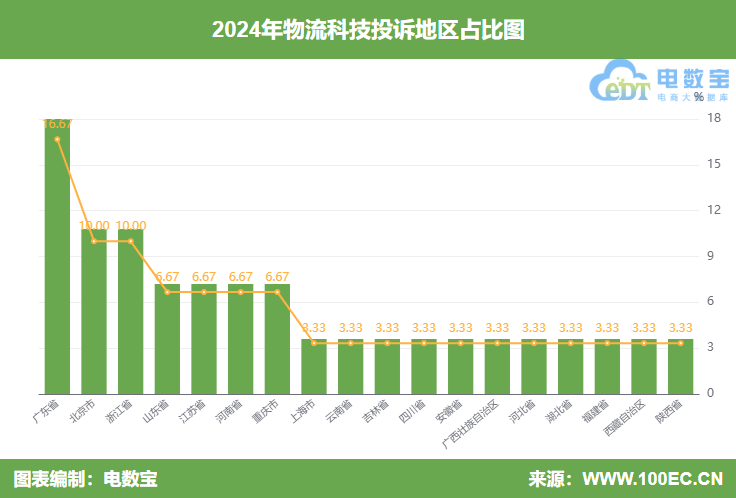 2024年物流科技投诉地区占比图
eDT 电数宝
电商大数据库
%
18
15
12
9
6
3
0
16.67 10.00 10.00 6.67 6.67 6.67 6.67 3.33 3.33 3.33 3.33 3.33 3.33 3.33 3.33 3.33 3.33 3.33
广东省 北京市 浙江省 山东省 江苏省 河南省 重庆市 上海市 云南省 吉林省 四川省 安徽省 广西壮族自治区 河北省 湖北省 福建省 西藏自治区 陕西省
图表编制：电数宝 来源：WWW.100EC.CN